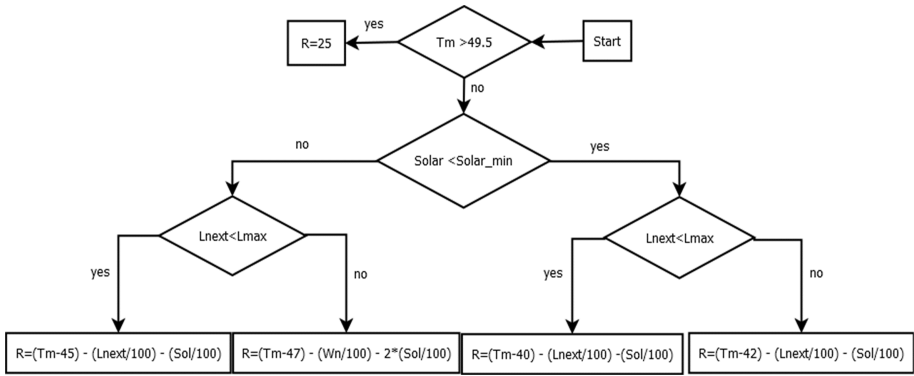 yes
R=25
Tm >49.5
Start
no
no
Solar <Solar_min
yes
Lnext<Lmax
Lnext<Lmax
yes
no
yes
no
R=(Tm-45) - (Lnext/100) - (Sol/100)
R=(Tm-47) - (Wn/100) - 2*(Sol/100)
R=(Tm-40) - (Lnext/100) -(Sol/100)
R=(Tm-42) - (Lnext/100) - (Sol/100)